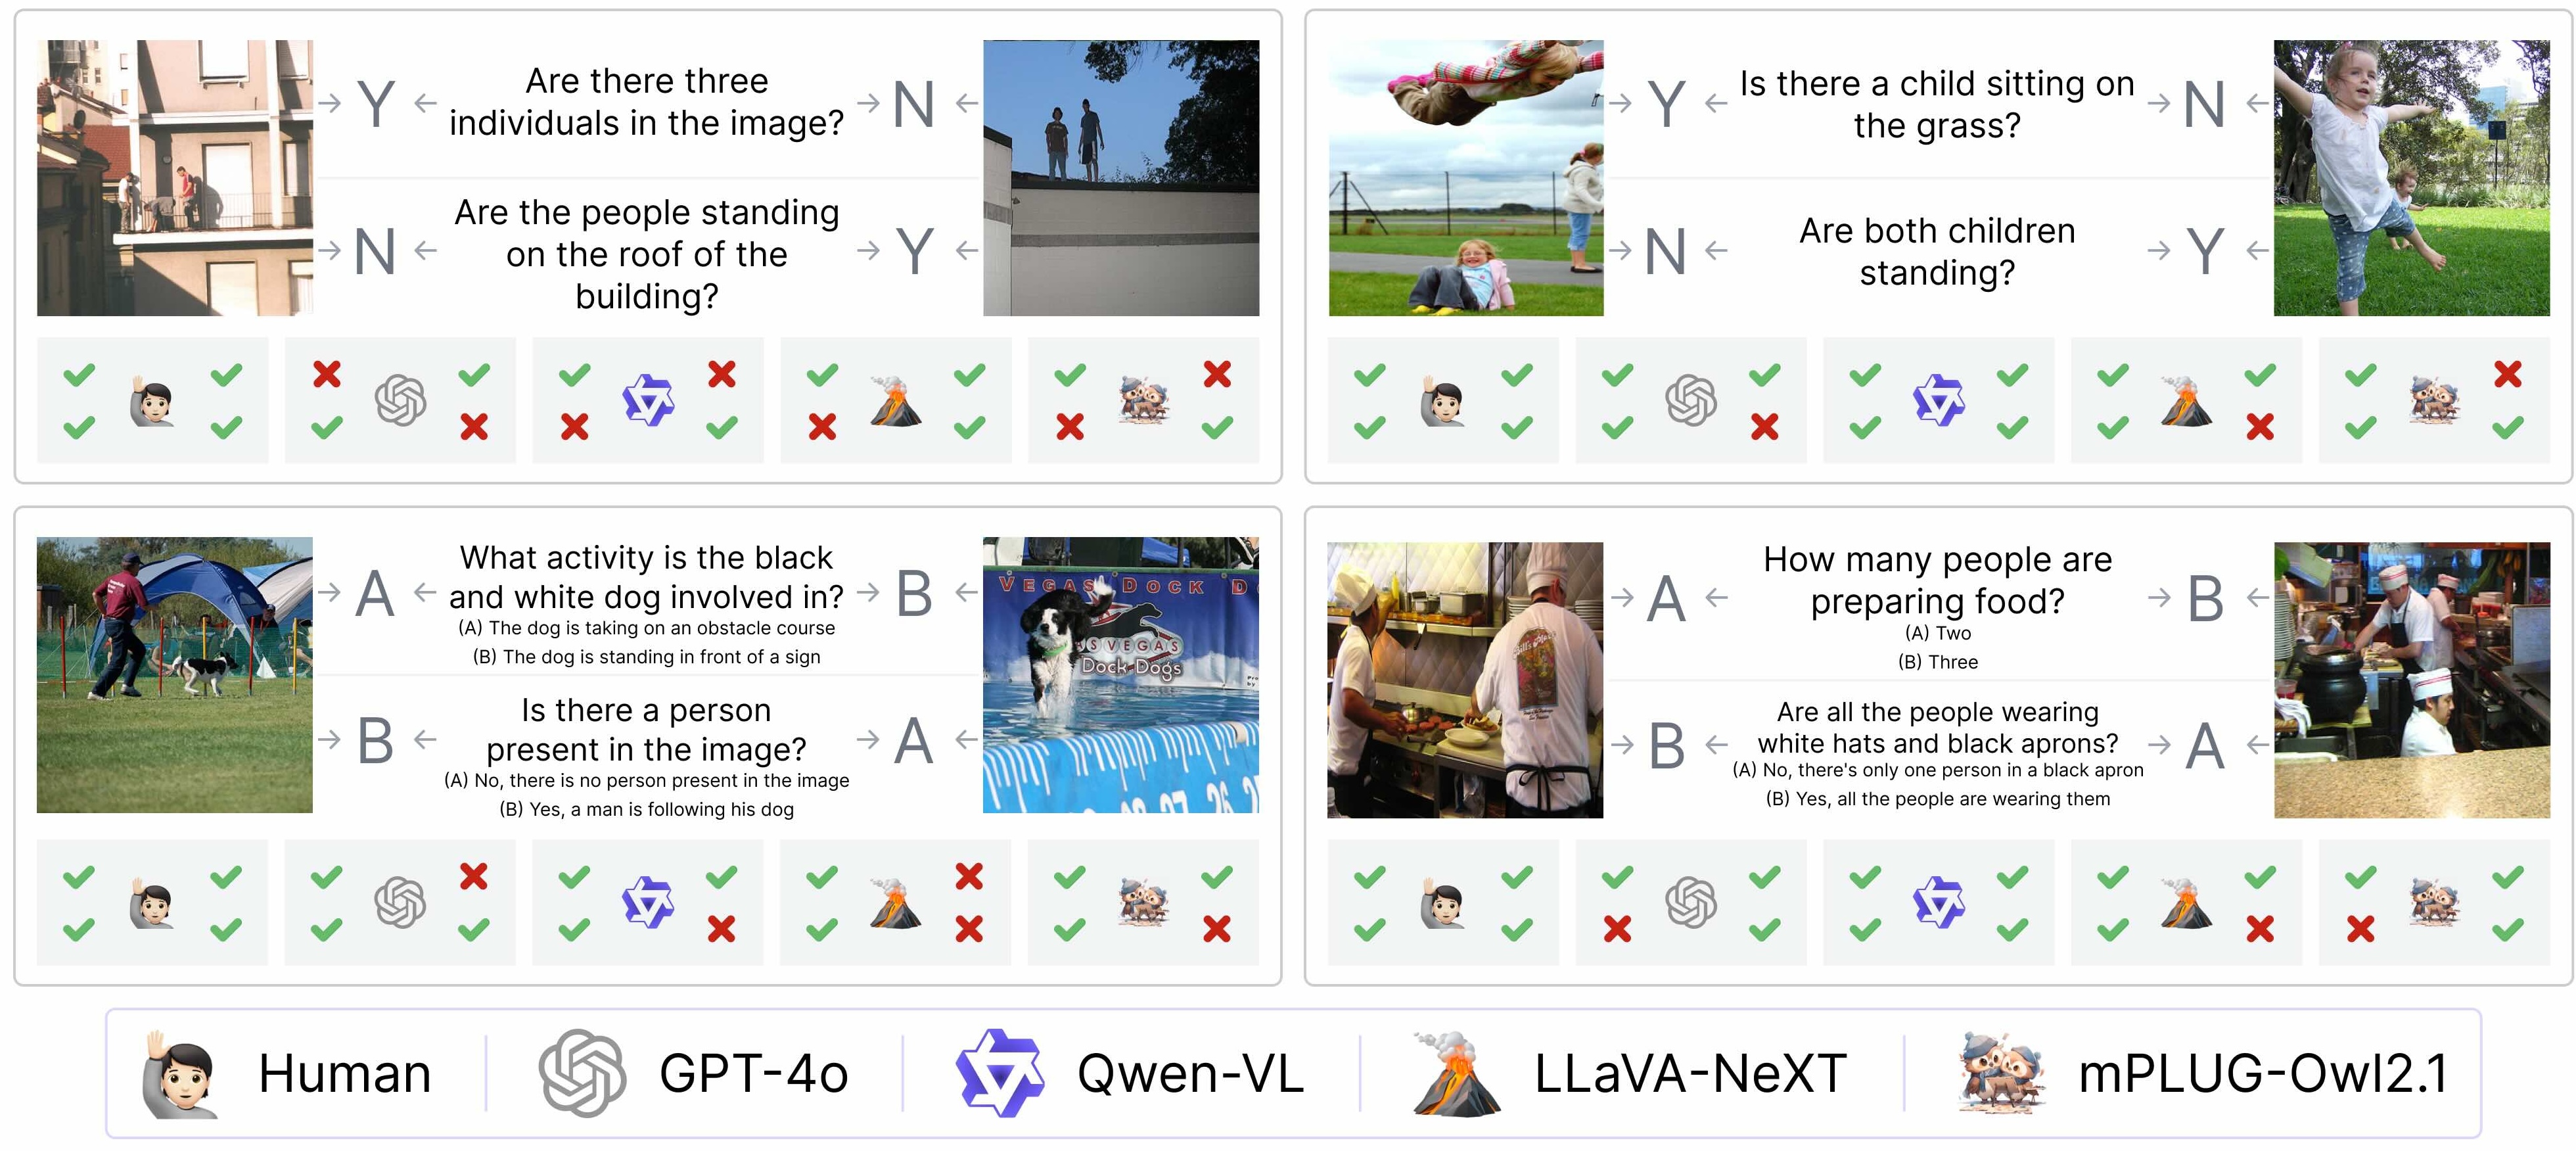 Y
Are there three
individuals in the image?
N
N
Are the people standing
on the roof of the
building?
Y
Y
Is there a child sitting on
the grass?
N
N
Are both children
standing?
Y
A
What activity is the black
and white dog involved in?
(A) The dog is taking on an obstacle course
(B) The dog is standing in front of a sign
B
B
Is there a person
present in the image?
(A) No, there is no person present in the image
(B) Yes, a man is following his dog
A
VEGAS DOCK D
AS VEGAS
Dock Dogs
27 26 2
A
How many people are
preparing food?
(A) Two
(B) Three
B
B
Are all the people wearing
white hats and black aprons?
(A) No, there's only one person in a black apron
(B) Yes, all the people are wearing them
A
Human
GPT-4o
Qwen-VL
LLaVA-NeXT
mPLUG-Owl2.1